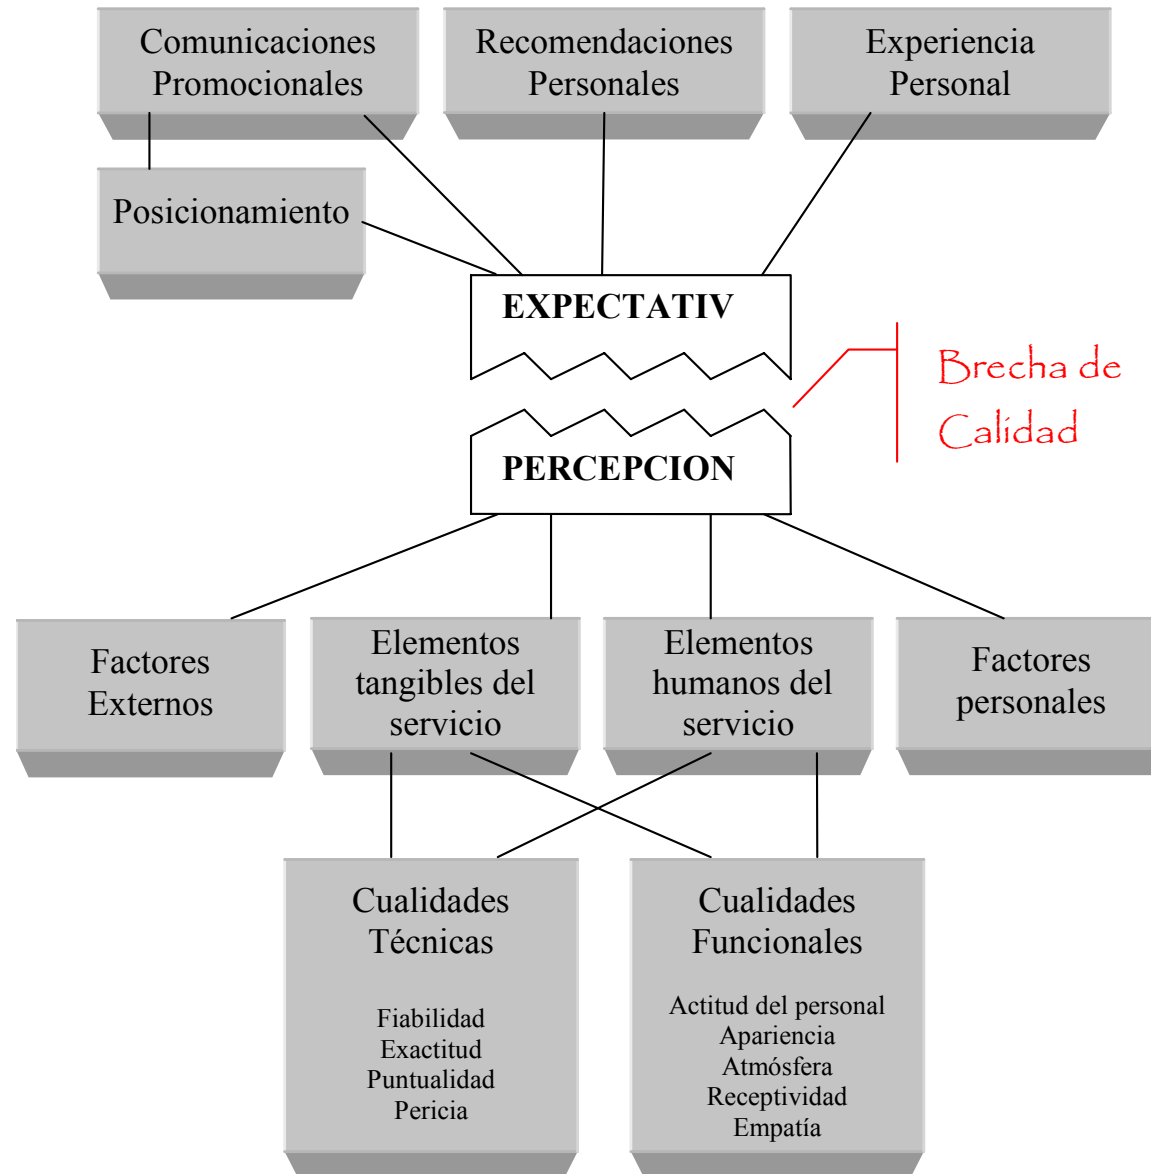 Comunicaciones
Promocionales
Recomendaciones
Personales
Experiencia
Personal
Posicionamiento
EXPECTATIV
Brecha de
Calidad
PERCEPCION
Factores
Externos
Elementos
tangibles del
servicio
Elementos
humanos del
servicio
Factores
personales
Cualidades
Técnicas
Fiabilidad
Exactitud
Puntualidad
Pericia
Cualidades
Funcionales
Actitud del personal
Apariencia
Atmósfera
Receptividad
Empatía